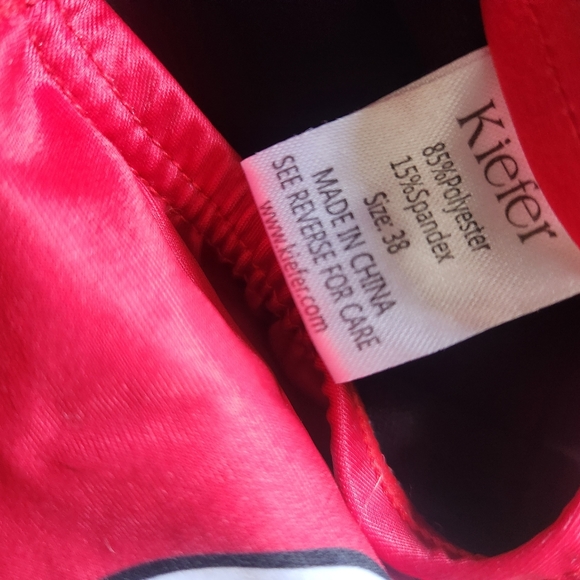 Kiefer
85%Polyester
15%Spandex
Size: 38
MADE IN CHINA
SEE REVERSE FOR CARE
www.kiefer.com